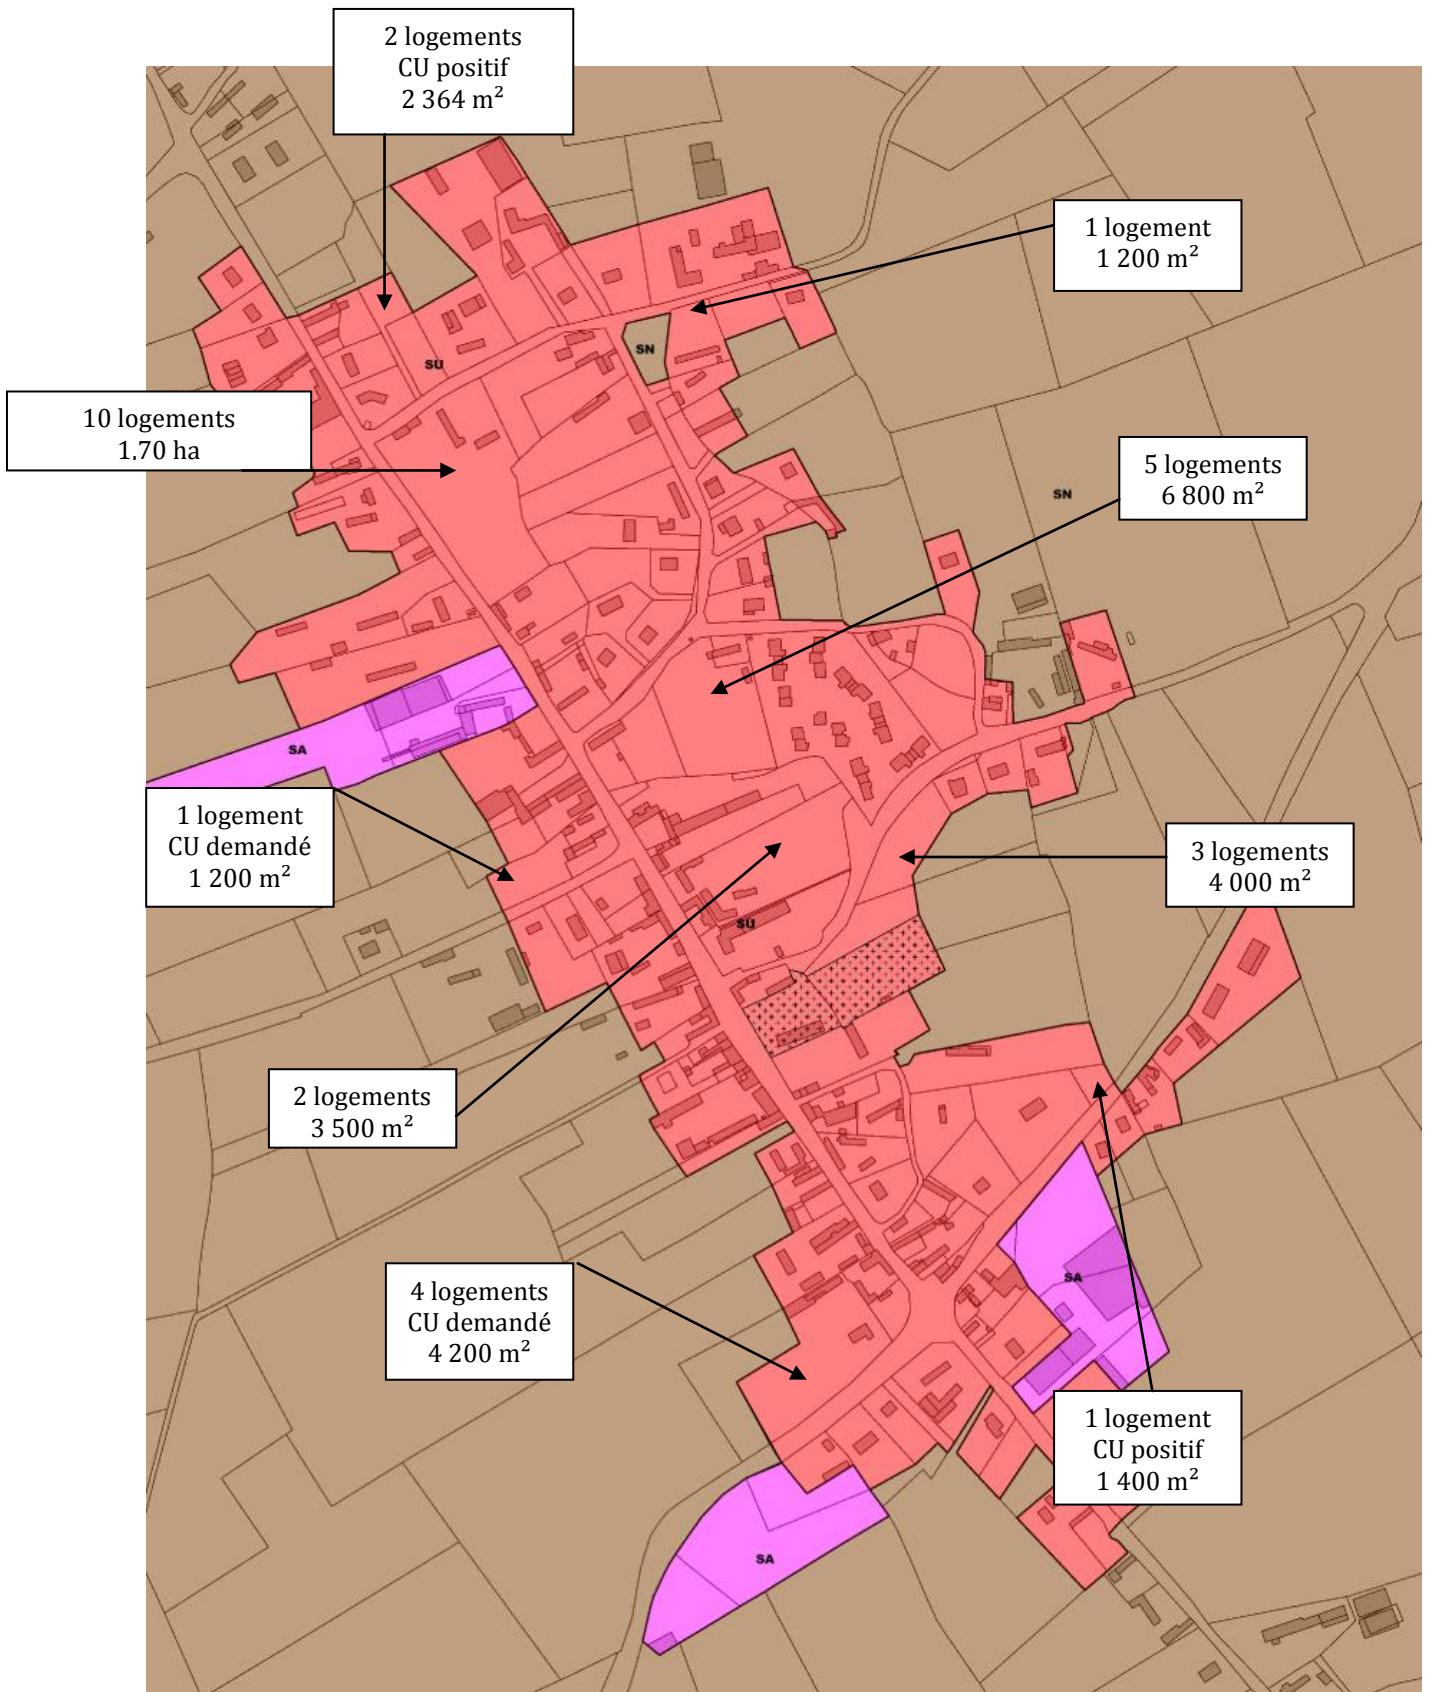 2 logements
CU positif
2 364 m²
1 logement
1 200 m²
SN
SU
10 logements
1.70 ha
5 logements
6 800 m²
SN
SA
1 logement
CU demandé
1 200 m²
3 logements
4 000 m²
SU
2 logements
3 500 m²
4 logements
CU demandé
4 200 m²
SA
1 logement
CU positif
1 400 m²
SA